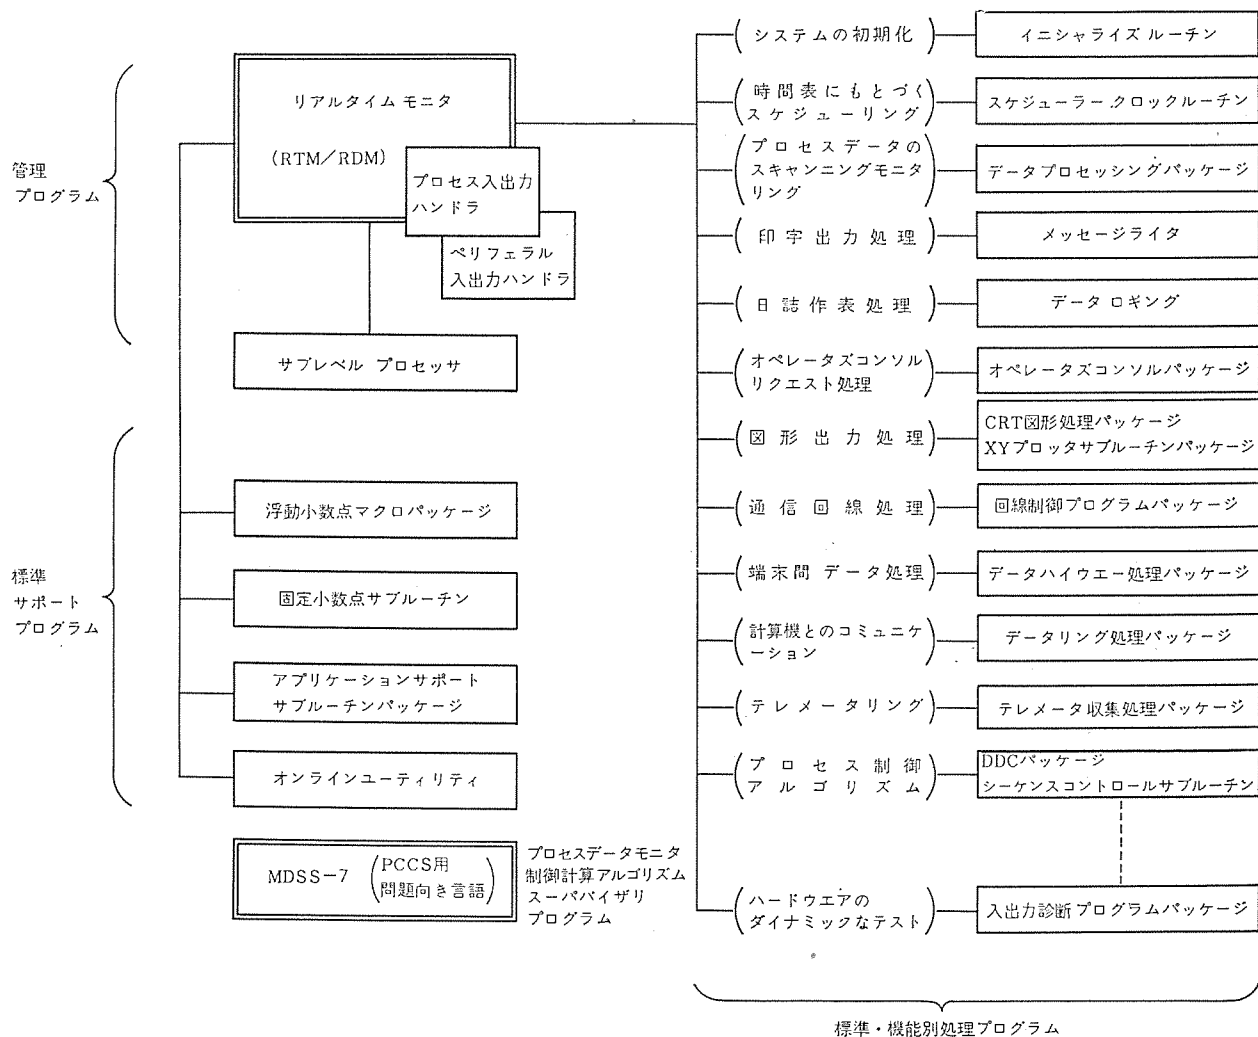 管理
プログラム
リアルタイム モニタ
(RTM/RDM)
プロセス入出力
ハンドラ
ペリフェラル
入出力ハンドラ
サブレベル プロセッサ
標準
サポート
プログラム
浮動小数点マクロパッケージ
固定小数点サブルーチン
アプリケーションサポート
サブルーチンパッケージ
オンラインユーティリティ
MDSS-7
(PCCS用
問題向き言語)
プロセスデータモニタ
制御計算アルゴリズム
スーパバイザリ
プログラム
(システムの初期化)
イニシャライズ ルーチン
(時間表にもとづく
スケジューリング)
スケジューラー クロックルーチン
(プロセスデータの
スキャンニングモニタ
リング)
データプロセッシングパッケージ
(印字出力処理)
メッセージライタ
(日誌作表処理)
データ ロギング
(オペレータズコンソル
リクエスト処理)
オペレータズコンソルパッケージ
(図形出力処理)
CRT図形処理パッケージ
XYプロッタサブルーチンパッケージ
(通信回線処理)
回線制御プログラムパッケージ
(端末間 データ処理)
データハイウエー処理パッケージ
(計算機とのコミュニケ
ーション)
データリング処理パッケージ
(テレメータリング)
テレメータ収集処理パッケージ
(プロセス制御
アルゴリズム)
DDCパッケージ
シーケンスコントロールサブルーチン
(ハードウエアの
ダイナミックなテスト)
入出力診断プログラムパッケージ
標準・機能別処理プログラム